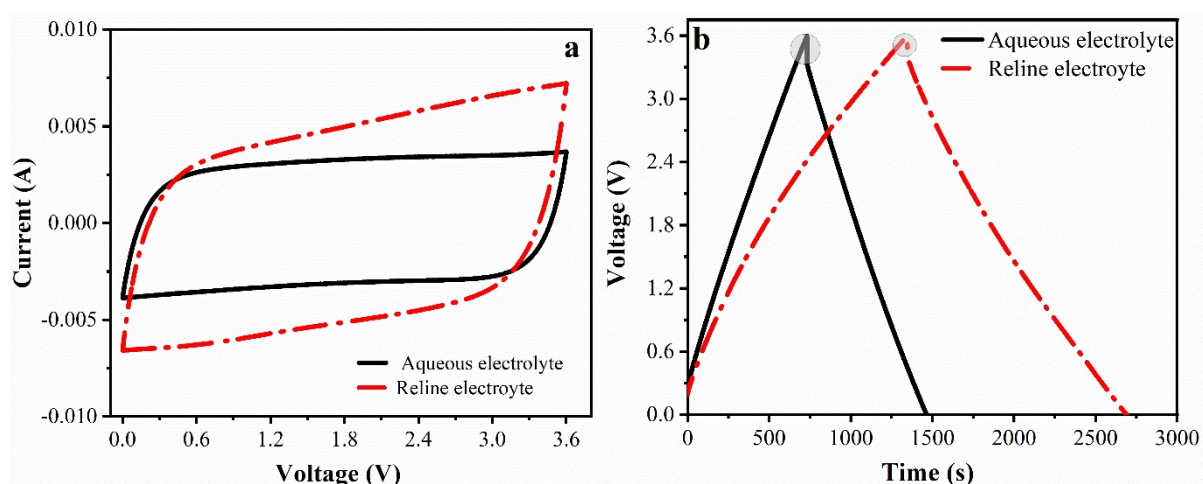 a
0.010
0.005
0.000
-0.005
-0.010
Current (A)
Aqueous electrolyte
Reline electroyte
0.0 0.6 1.2 1.8 2.4 3.0 3.6
Voltage (V)
b
3.6
3.0
2.4
1.8
1.2
0.6
0.0
Voltage (V)
Aqueous electrolyte
Reline electroyte
0 500 1000 1500 2000 2500 3000
Time (s)